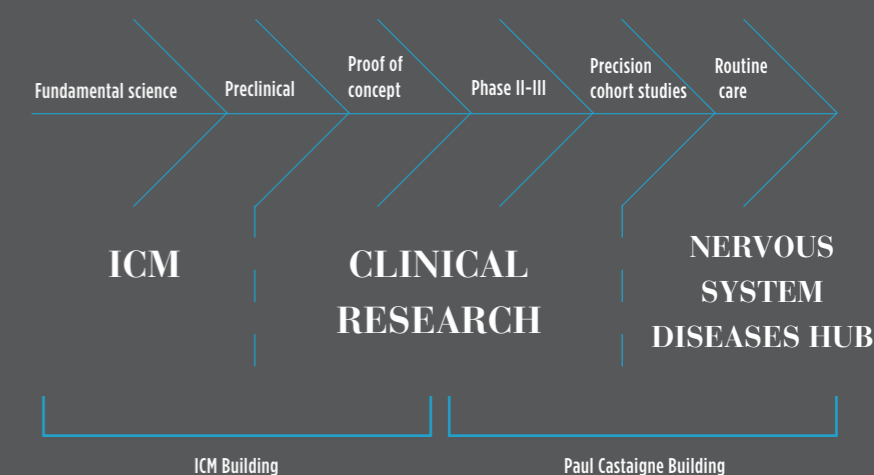 Fundamental science
Preclinical
Proof of
concept
Phase II-III
Precision
cohort studies
Routine
care
ICM
CLINICAL
RESEARCH
NERVOUS
SYSTEM
DISEASES HUB
ICM Building
Paul Castaigne Building